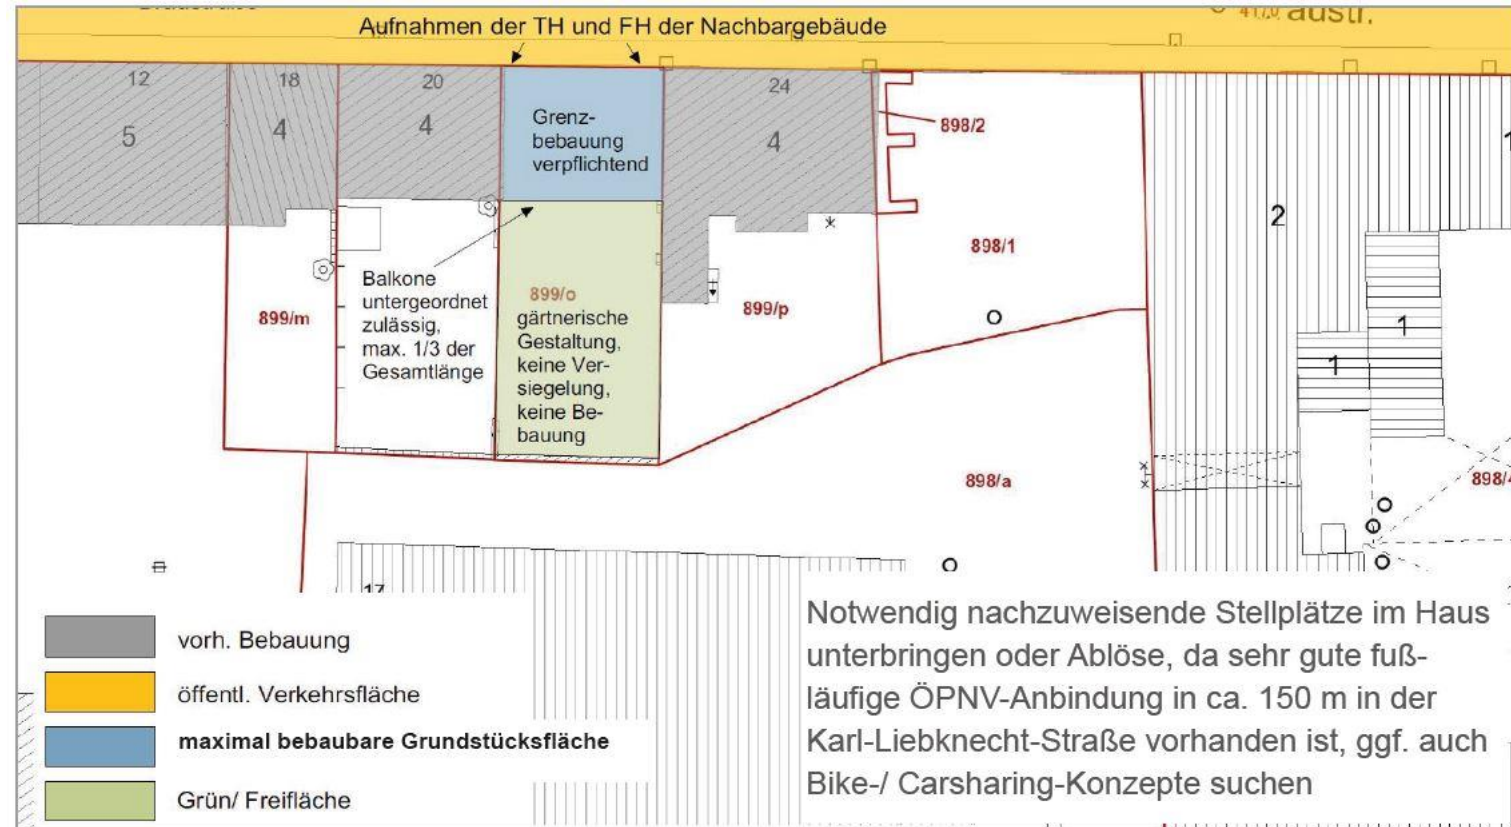 Aufnahmen der TH und FH der Nachbargebäude
austr.
12
18
20
24
5
4
4
4
Grenz-
bebauung
verpflichtend
898/2
2
898/1
Balkone
untergeordnet
zulässig,
max. 1/3 der
Gesamtlänge
899/m
899/o
gärtnerische
Gestaltung,
keine Ver-
siegelung,
keine Be-
bauung
899/p
1
1
898/a
17
vorh. Bebauung
öffentl. Verkehrsfläche
maximal bebaubare Grundstücksfläche
Grün/ Freifläche
Notwendig nachzuweisende Stellplätze im Haus
unterbringen oder Ablöse, da sehr gute fuß-
läufige ÖPNV-Anbindung in ca. 150 m in der
Karl-Liebknecht-Straße vorhanden ist, ggf. auch
Bike-/ Carsharing-Konzepte suchen